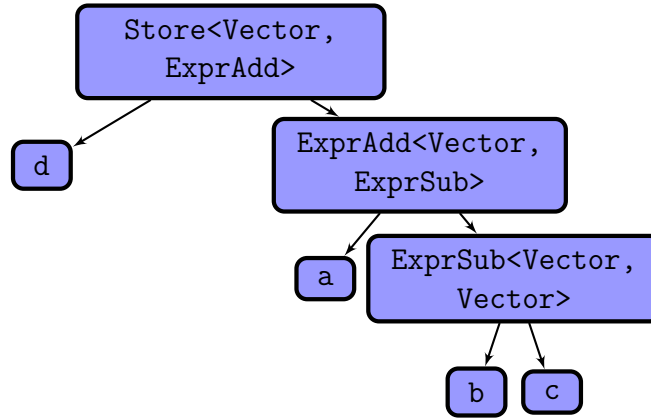 Store<Vector,
ExprAdd>
d
ExprAdd<Vector,
ExprSub>
a
ExprSub<Vector,
Vector>
b
c